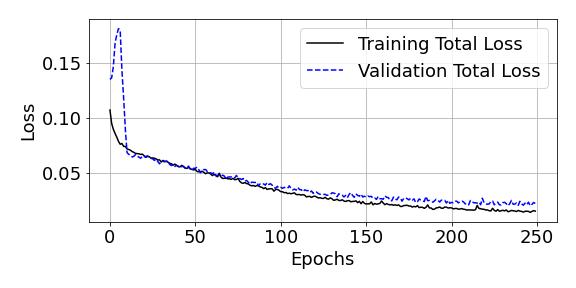 Training Total Loss
Validation Total Loss
0.15
0.10
0.05
Loss
0 50 100 150 200 250
Epochs